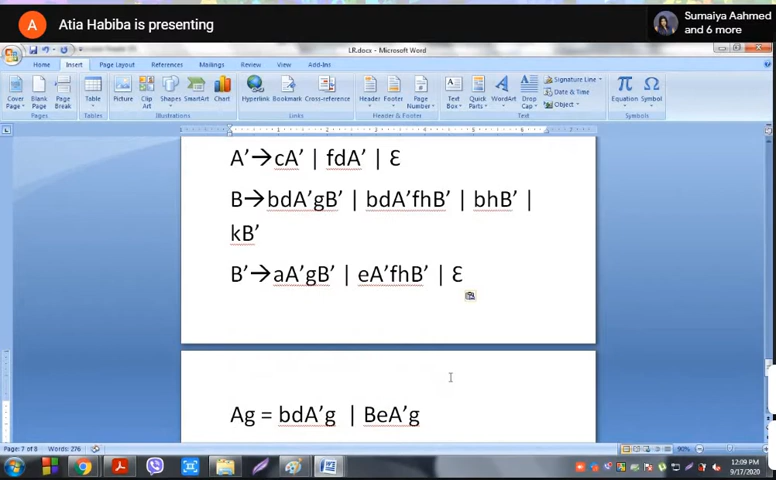 A Atia Habiba is presenting
Sumaiya Aahmed
and 6 more
LR.docx - Microsoft Word
Home Insert Page Layout References Mailings Review View Add-Ins
Cover Page Blank Page Page Break Table Picture Clip Art Shapes SmartArt Chart Hyperlink Bookmark Cross-reference Header Footer Page Number Text Box Quick Parts WordArt Drop Cap Signature Line Date & Time Object Equation Symbol
Pages Tables Illustrations Links Header & Footer Text Symbols
A’→cA’ | fdA’ | Ɛ
B→bdA’gB’ | bdA’fhB’ | bhB’ |
kB’
B’→aA’gB’ | eA’fhB’ | Ɛ
Ag = bdA’g | BeA’g
Page: 7 of 8 Words: 276 90%
12:09 PM
9/17/2020